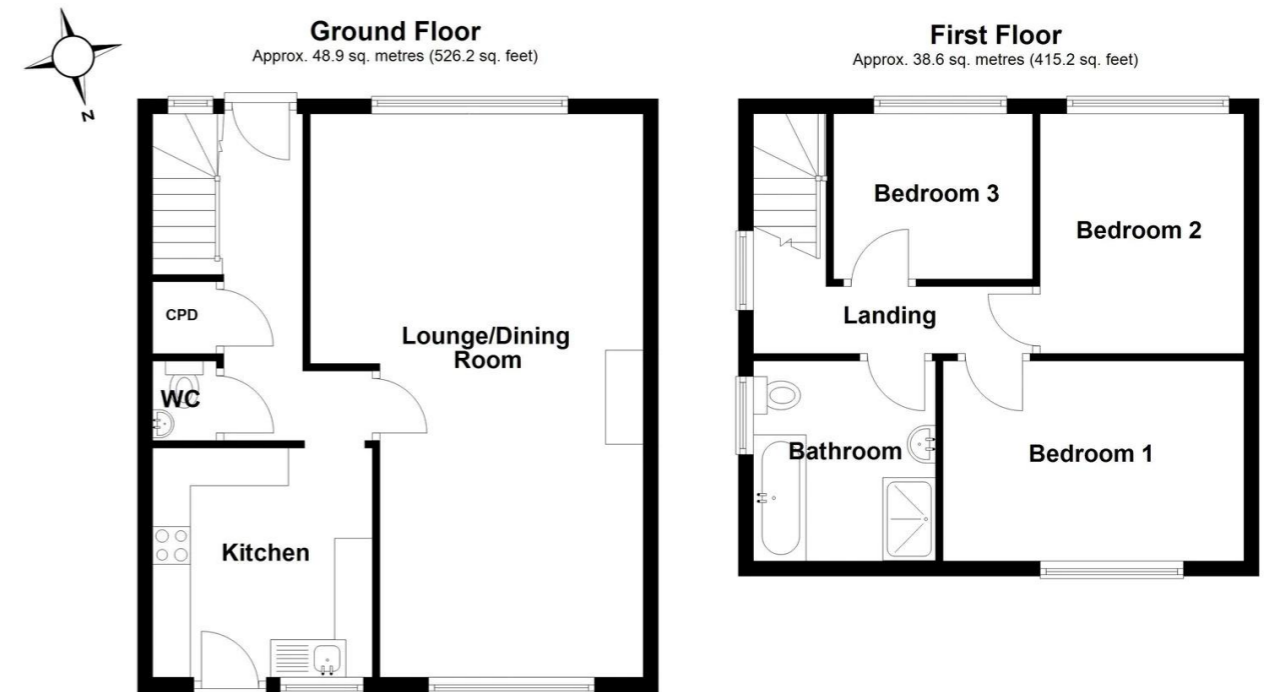 Ground Floor
Approx. 48.9 sq. metres (526.2 sq. feet)
N
CPD
WC
Lounge/Dining
Room
Kitchen
First Floor
Approx. 38.6 sq. metres (415.2 sq. feet)
Bedroom 3
Bedroom 2
Landing
Bathroom
Bedroom 1